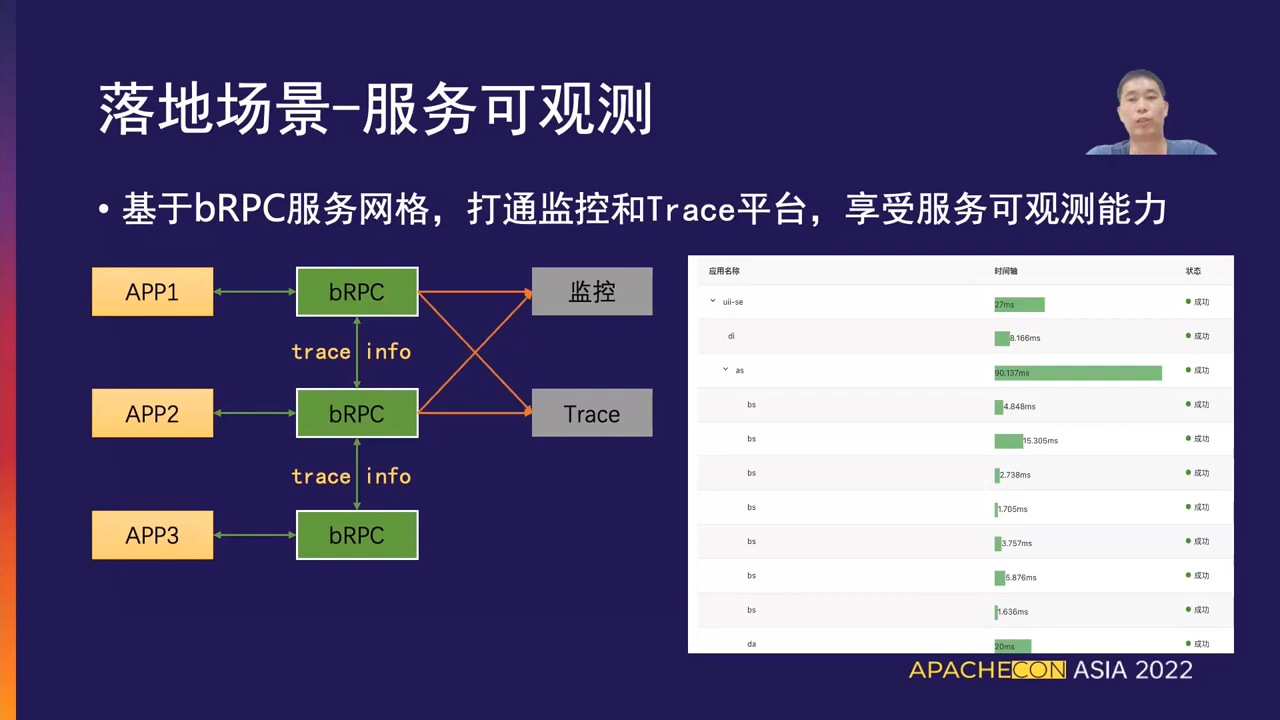 落地场景-服务可观测
• 基于bRPC服务网格，打通监控和Trace平台，享受服务可观测能力
APP1
bRPC
监控
trace info
APP2
bRPC
Trace
trace info
APP3
bRPC
应用名称 时间轴 状态
uii-se 27ms 成功
di 8.166ms 成功
as 90.137ms 成功
bs 4.848ms 成功
bs 15.305ms 成功
bs 2.738ms 成功
bs 1.705ms 成功
bs 3.757ms 成功
bs 5.876ms 成功
bs 1.636ms 成功
da 20ms 成功
APACHECON ASIA 2022